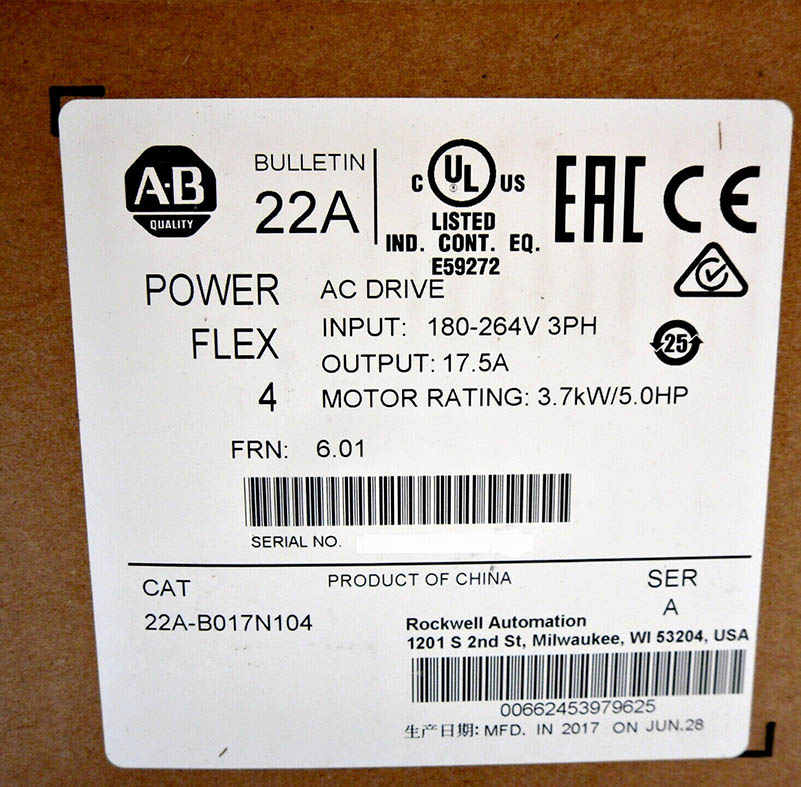 A·B
QUALITY
BULLETIN
22A
C UL ® US
LISTED
IND. CONT. EQ.
E59272
EAC CE
POWER
FLEX
4
AC DRIVE
INPUT: 180-264V 3PH
OUTPUT: 17.5A
MOTOR RATING: 3.7kW/5.0HP
25
FRN: 6.01
SERIAL NO.
PRODUCT OF CHINA
CAT
22A-B017N104
SER
A
Rockwell Automation
1201 S 2nd St, Milwaukee, WI 53204, USA
00662453979625
生产日期: MFD. IN 2017 ON JUN.28